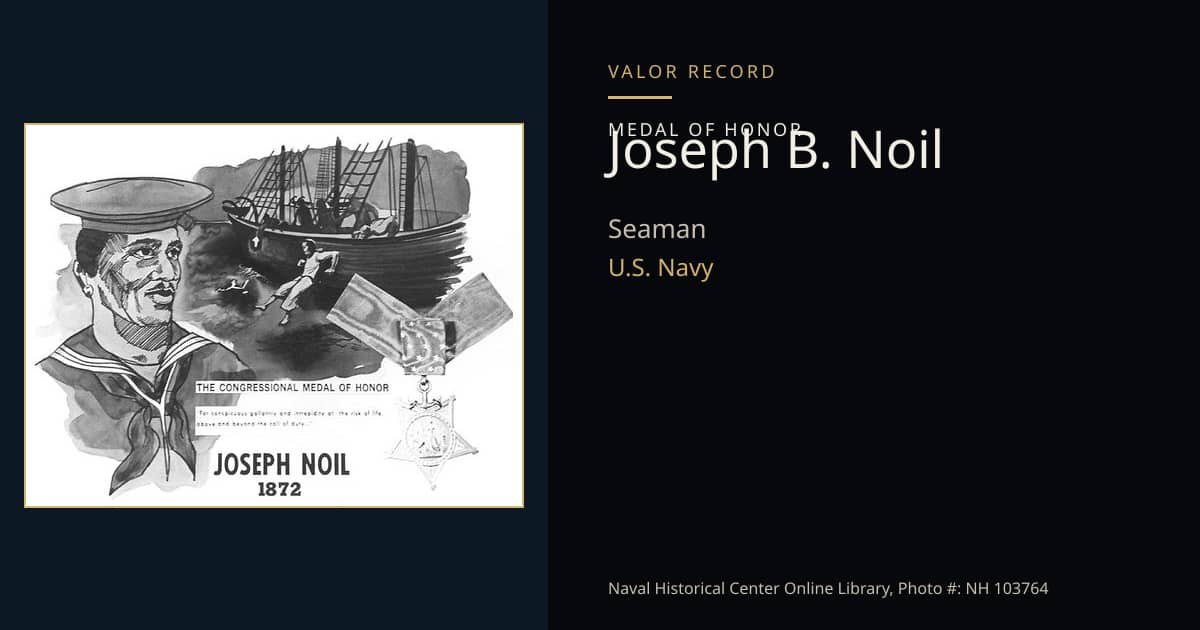 VALOR RECORD
MEDAL OF HONOR
Joseph B. Noil
Seaman
U.S. Navy
THE CONGRESSIONAL MEDAL OF HONOR
"For conspicuous gallantry and intrepidity at the risk of life,
above and beyond the call of duty..."
JOSEPH NOIL
1872
Naval Historical Center Online Library, Photo #: NH 103764